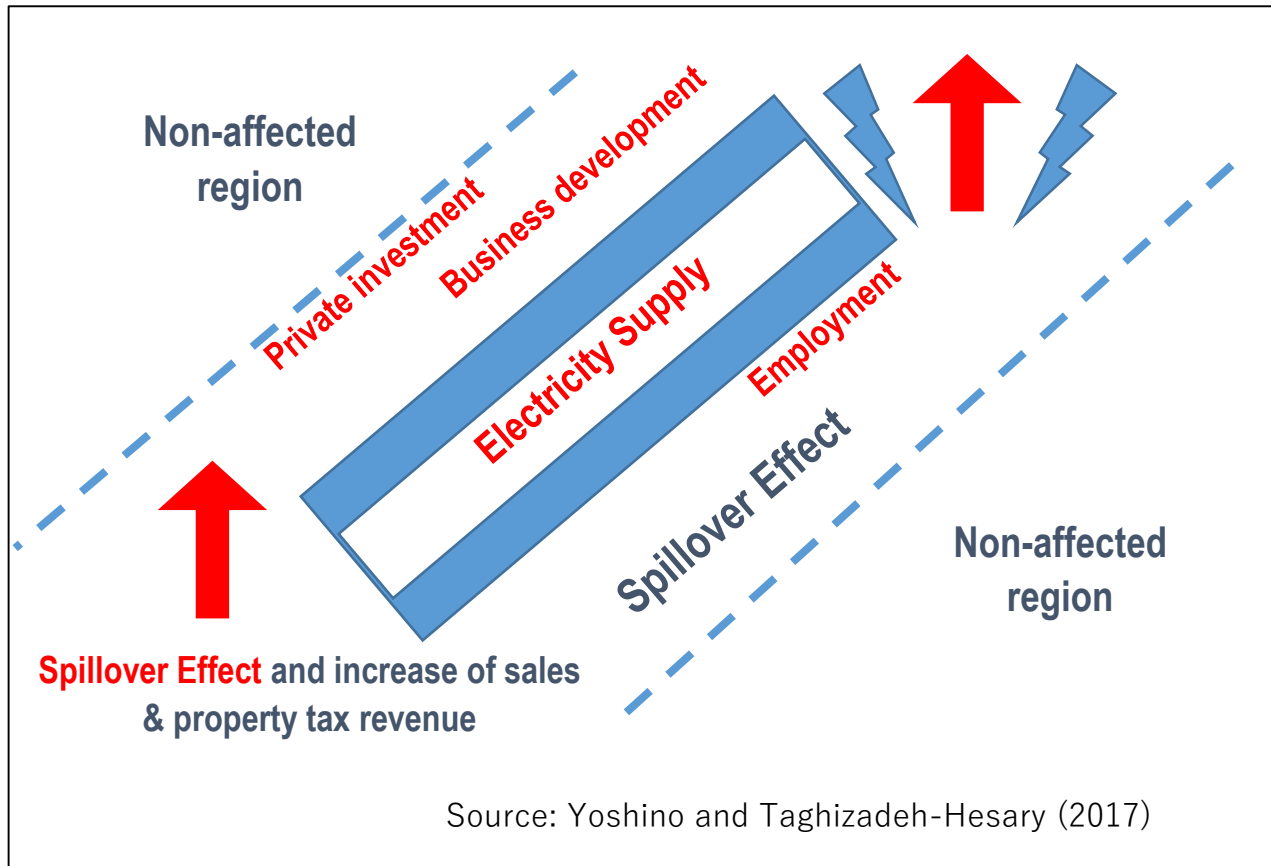 Non-affected
region
Private investment
Business development
Electricity Supply
Employment
Spillover Effect
Non-affected
region
Spillover Effect and increase of sales
& property tax revenue
Source: Yoshino and Taghizadeh-Hesary (2017)